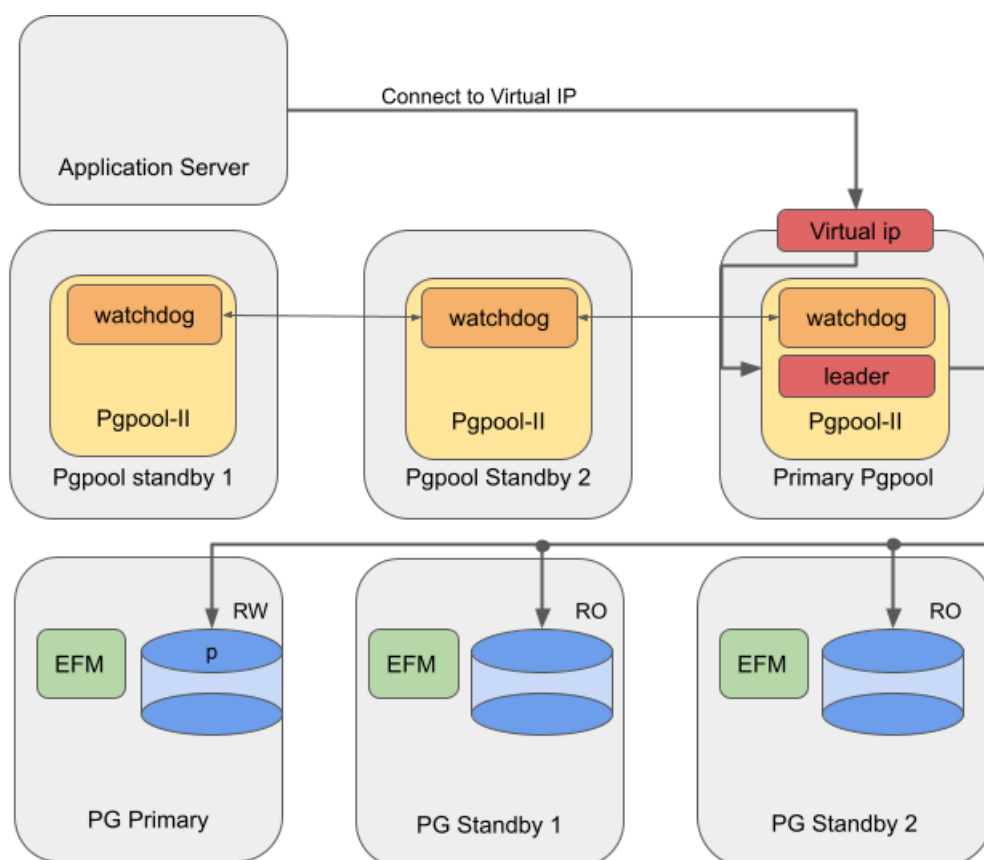 Connect to Virtual IP
Application Server
Virtual ip
watchdog
watchdog
watchdog
leader
Pgpool-II
Pgpool-II
Pgpool-II
Pgpool standby 1
Pgpool Standby 2
Primary Pgpool
RW
RO
RO
EFM
p
EFM
EFM
PG Primary
PG Standby 1
PG Standby 2